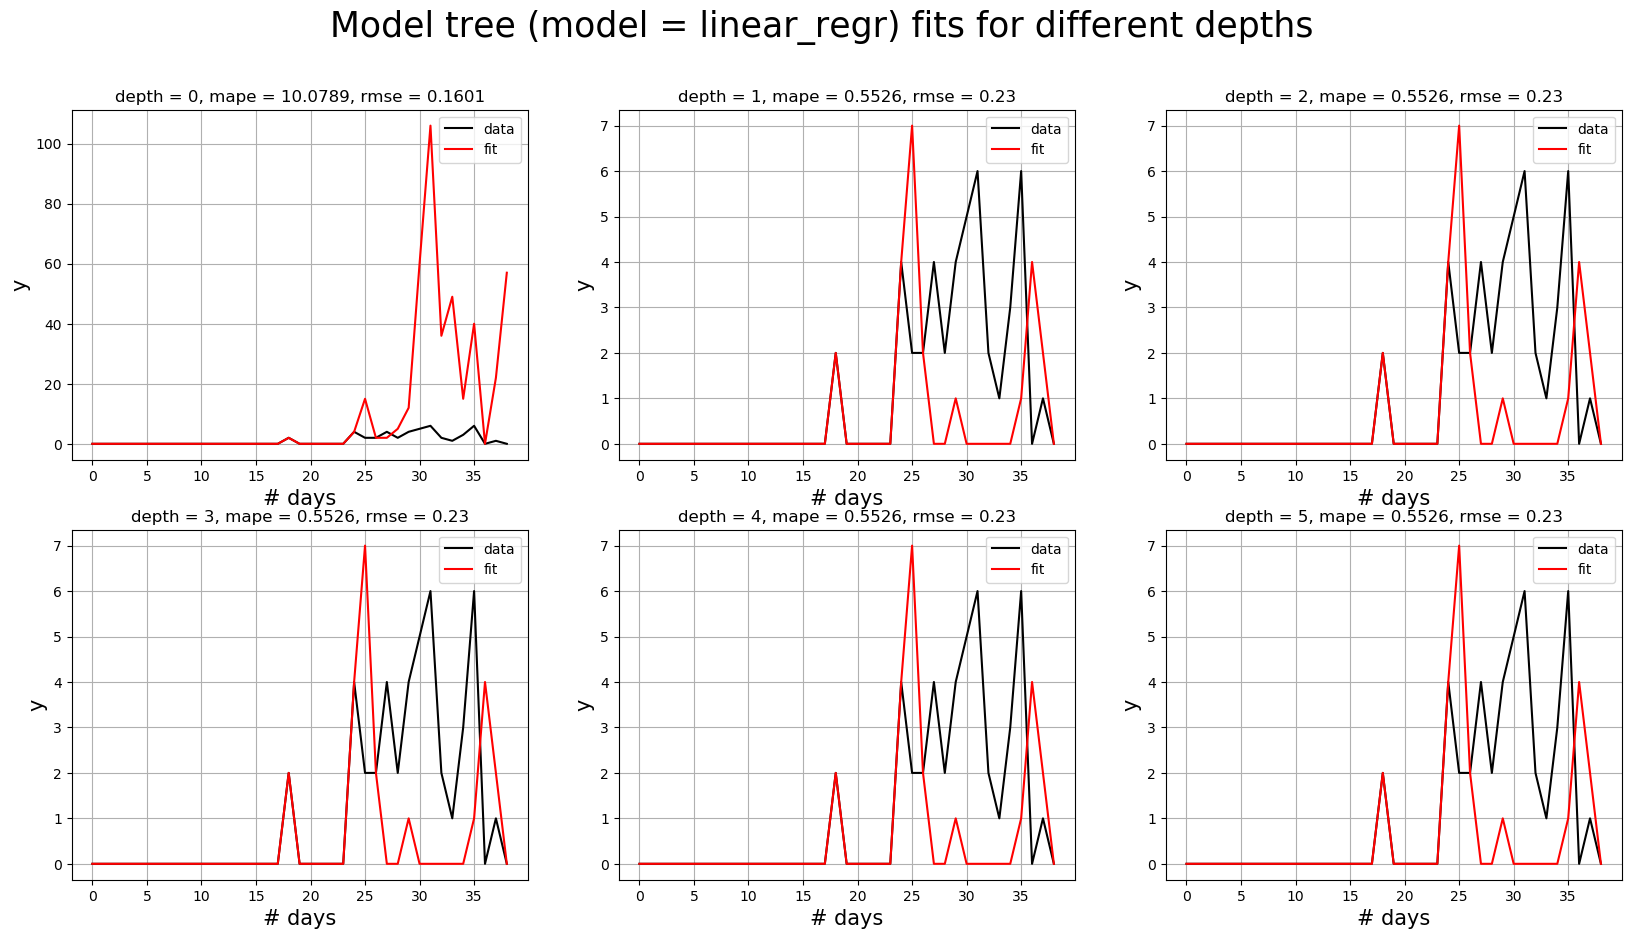 Model tree (model = linear_regr) fits for different depths
depth = 0, mape = 10.0789, rmse = 0.1601
depth = 1, mape = 0.5526, rmse = 0.23
depth = 2, mape = 0.5526, rmse = 0.23
data
fit
100
80
60
40
20
0
y
0 5 10 15 20 25 30 35
# days
data
fit
7
6
5
4
3
2
1
0
y
0 5 10 15 20 25 30 35
# days
data
fit
7
6
5
4
3
2
1
0
y
0 5 10 15 20 25 30 35
# days
depth = 3, mape = 0.5526, rmse = 0.23
depth = 4, mape = 0.5526, rmse = 0.23
depth = 5, mape = 0.5526, rmse = 0.23
data
fit
7
6
5
4
3
2
1
0
y
0 5 10 15 20 25 30 35
# days
data
fit
7
6
5
4
3
2
1
0
y
0 5 10 15 20 25 30 35
# days
data
fit
7
6
5
4
3
2
1
0
y
0 5 10 15 20 25 30 35
# days